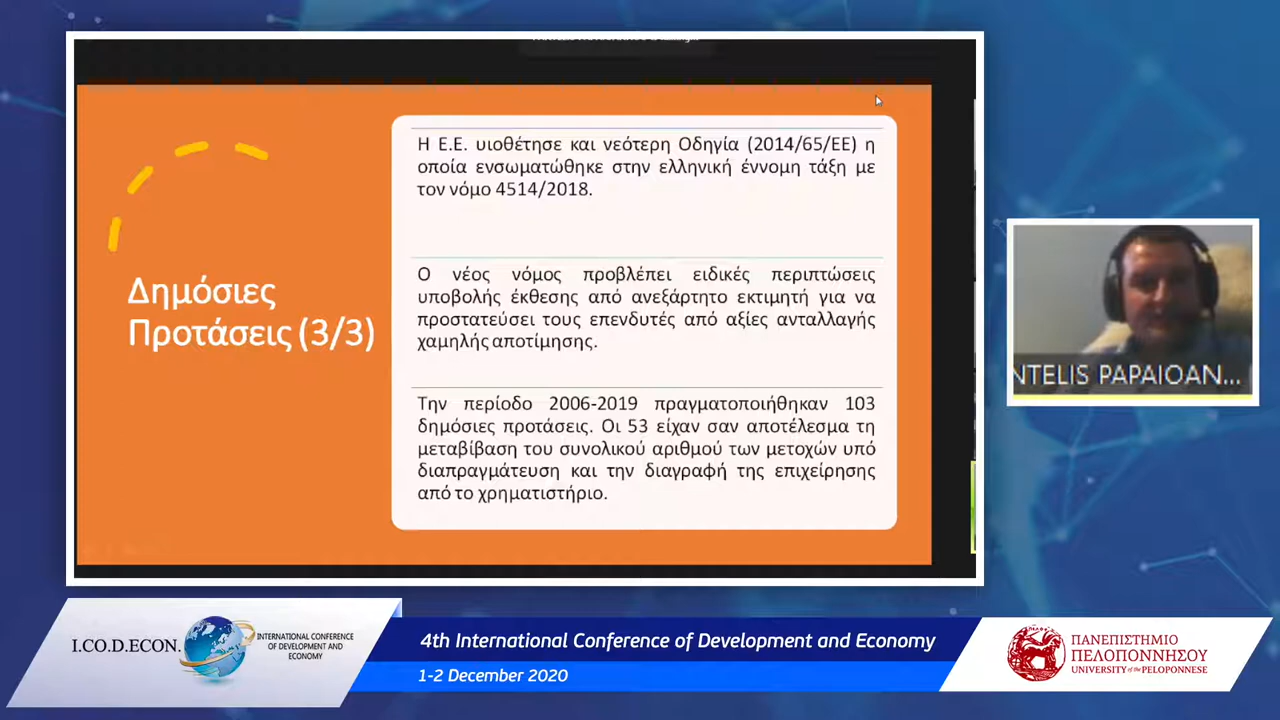 Δημόσιες
Προτάσεις (3/3)
Η Ε.Ε. υιοθέτησε και νεότερη Οδηγία (2014/65/ΕΕ) η
οποία ενσωματώθηκε στην ελληνική έννομη τάξη με
τον νόμο 4514/2018.
Ο νέος νόμος προβλέπει ειδικές περιπτώσεις
υποβολής έκθεσης από ανεξάρτητο εκτιμητή για να
προστατεύσει τους επενδυτές από αξίες ανταλλαγής
χαμηλής αποτίμησης.
Την περίοδο 2006-2019 πραγματοποιήθηκαν 103
δημόσιες προτάσεις. Οι 53 είχαν σαν αποτέλεσμα τη
μεταβίβαση του συνολικού αριθμού των μετοχών υπό
διαπραγμάτευση και την διαγραφή της επιχείρησης
από το χρηματιστήριο.
NTELIS PAPAIOAN...
I.CO.D.ECON.
INTERNATIONAL CONFERENCE
OF DEVELOPMENT AND
ECONOMY
4th International Conference of Development and Economy
1-2 December 2020
ΠΑΝΕΠΙΣΤΗΜΙΟ
ΠΕΛΟΠΟΝΝΗΣΟΥ
UNIVERSITY of the PELOPONNESE